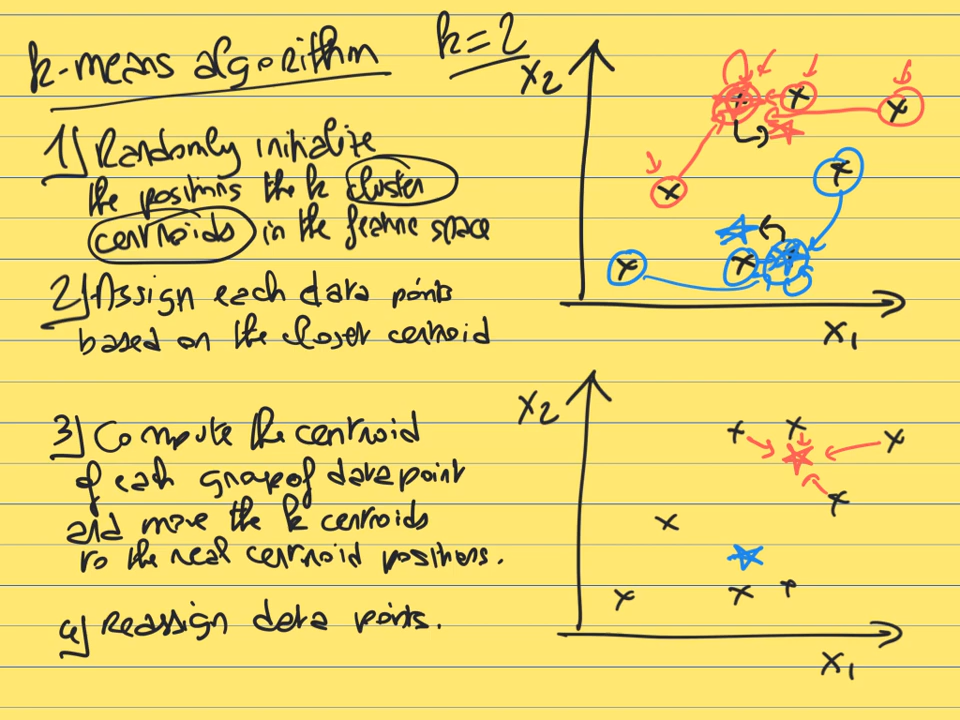 k-means algorithm
k=2
1) Randomly initialize
the positions the k cluster
centroids in the feature space
2) Assign each data points
based on the closer centroid
x2
x1
3) Compute the centroid
of each group of data point
and move the k centroids
to the real centroid positions.
4) Reassign data points.
x2
x1